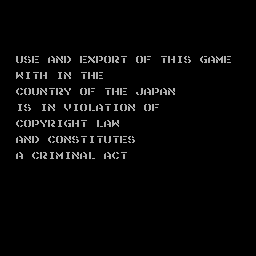 USE AND EXPORT OF THIS GAME
WITH IN THE
COUNTRY OF THE JAPAN
IS IN VIOLATION OF
COPYRIGHT LAW
AND CONSTITUTES
A CRIMINAL ACT